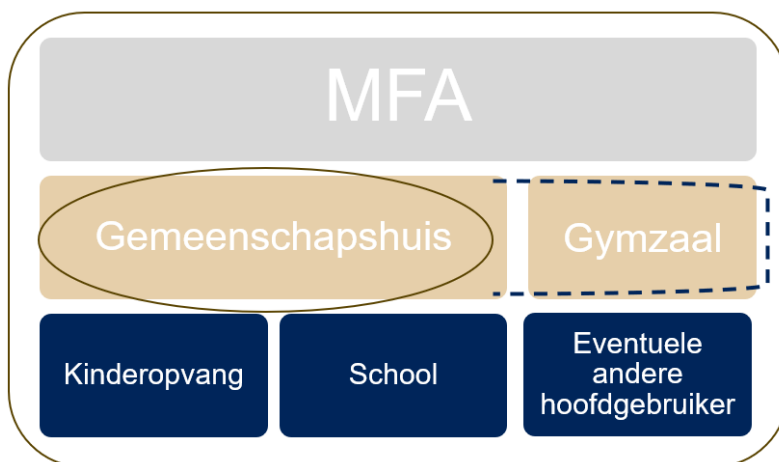 MFA
Gemeenschapshuis
Gymzaal
Kinderopvang
School
Eventuele
andere
hoofdgebruiker